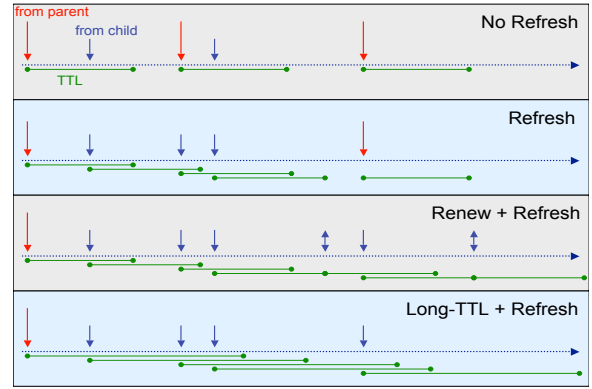 from parent
No Refresh
from child
TTL
Refresh
Renew + Refresh
Long-TTL + Refresh